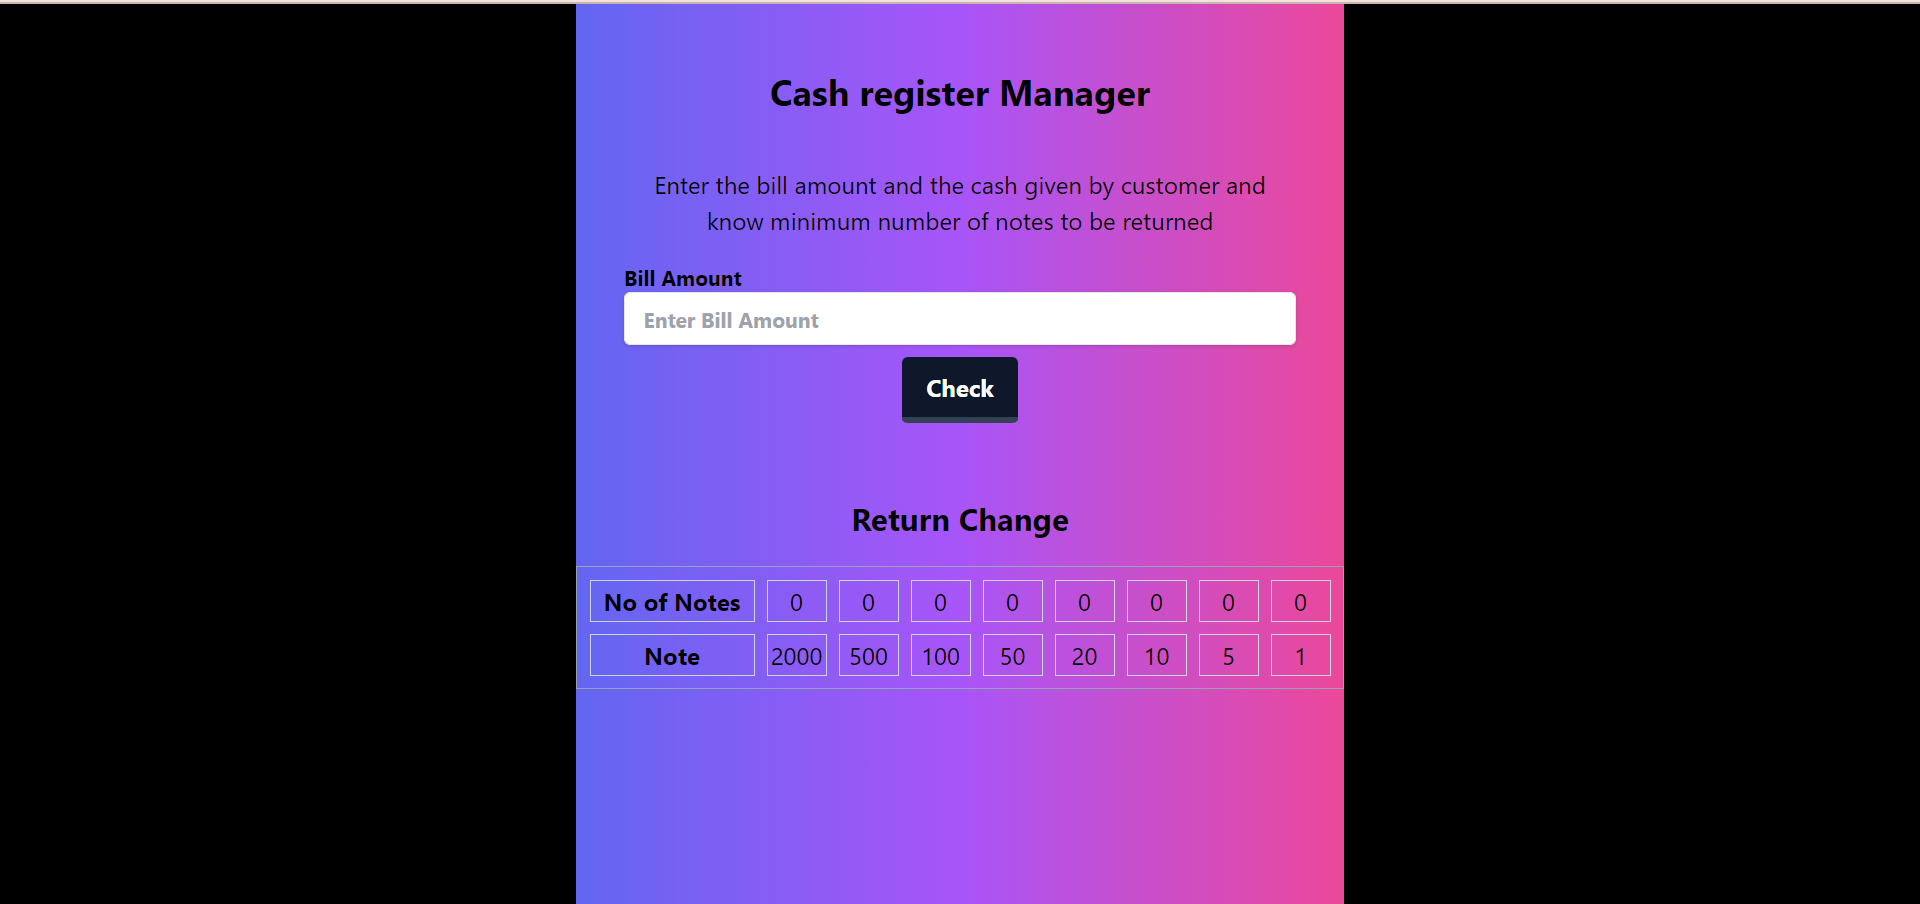 Cash register Manager
Enter the bill amount and the cash given by customer and
know minimum number of notes to be returned
Bill Amount
Enter Bill Amount
Check
Return Change
No of Notes 0 0 0 0 0 0 0 0
Note 2000 500 100 50 20 10 5 1